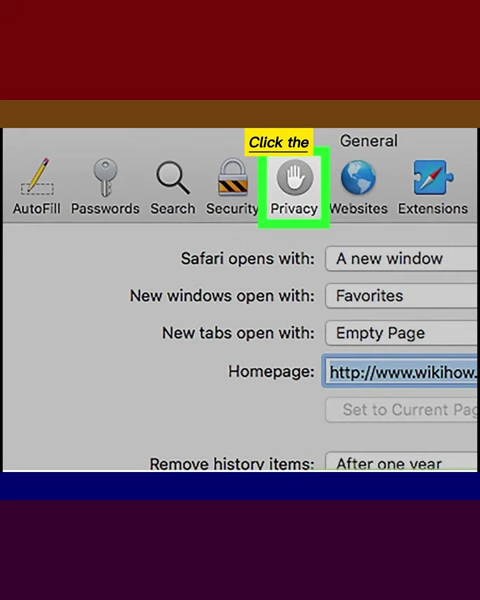 Click the
General
AutoFill Passwords Search Security Privacy Websites Extensions
Safari opens with: A new window
New windows open with: Favorites
New tabs open with: Empty Page
Homepage: http://www.wikihow.
Set to Current Pag
Remove history items: After one year